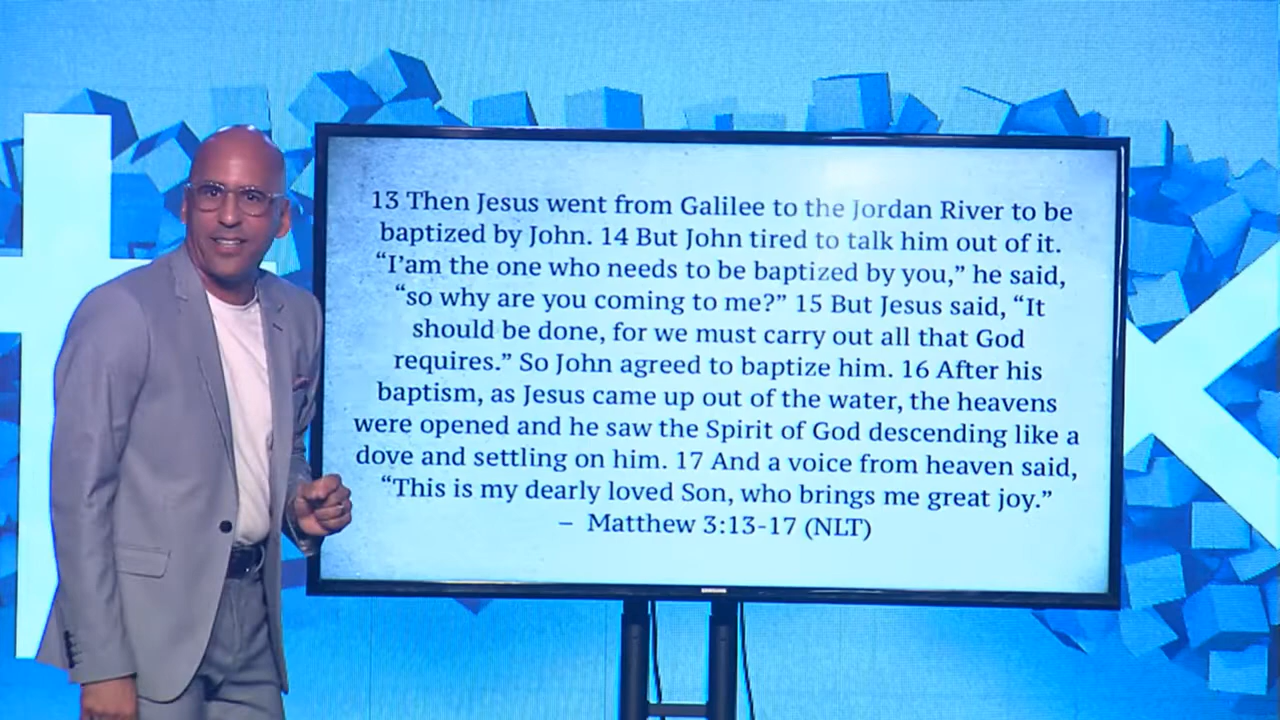 13 Then Jesus went from Galilee to the Jordan River to be
baptized by John. 14 But John tired to talk him out of it.
“I’am the one who needs to be baptized by you,” he said,
“so why are you coming to me?” 15 But Jesus said, “It
should be done, for we must carry out all that God
requires.” So John agreed to baptize him. 16 After his
baptism, as Jesus came up out of the water, the heavens
were opened and he saw the Spirit of God descending like a
dove and settling on him. 17 And a voice from heaven said,
“This is my dearly loved Son, who brings me great joy.”
– Matthew 3:13-17 (NLT)